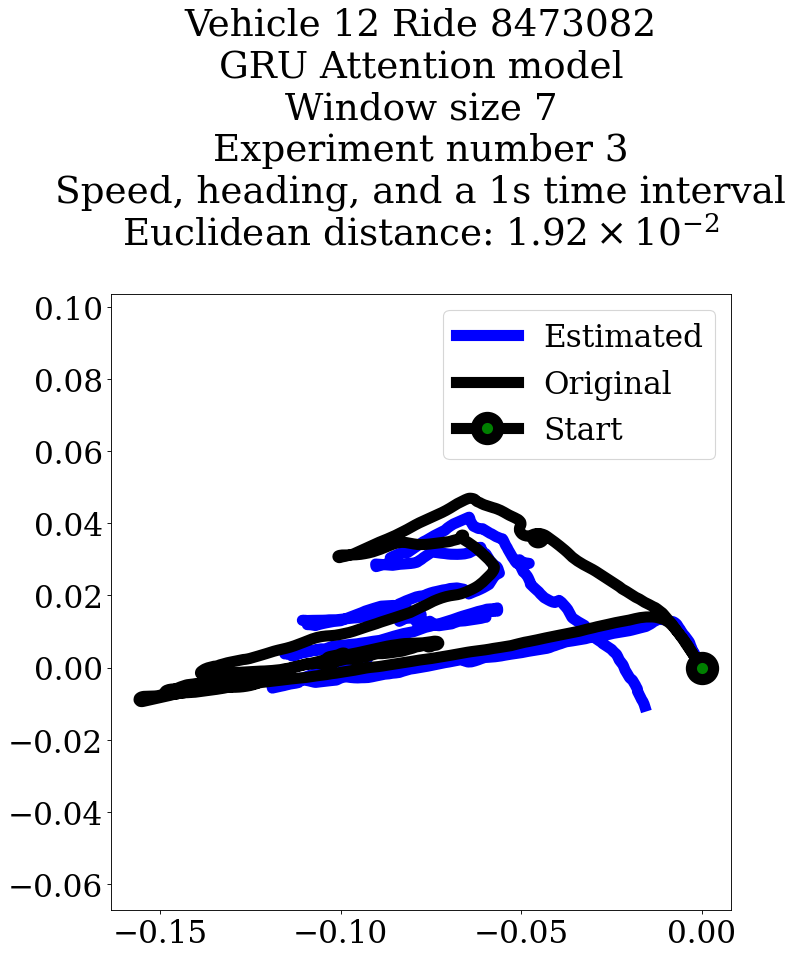 Vehicle 12 Ride 8473082
GRU Attention model
Window size 7
Experiment number 3
Speed, heading, and a 1s time interval
Euclidean distance: 1.92 × 10⁻²
Estimated
Original
Start
0.10
0.08
0.06
0.04
0.02
0.00
−0.02
−0.04
−0.06
−0.15 −0.10 −0.05 0.00